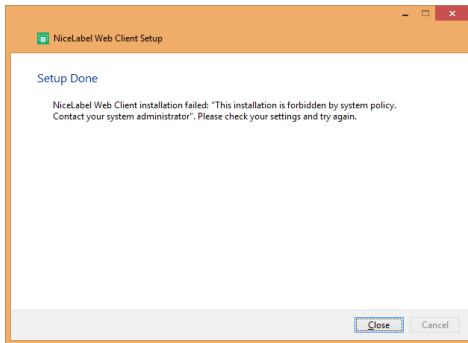 NiceLabel Web Client Setup
Setup Done
NiceLabel Web Client installation failed: "This installation is forbidden by system policy.
Contact your system administrator". Please check your settings and try again.
Close Cancel